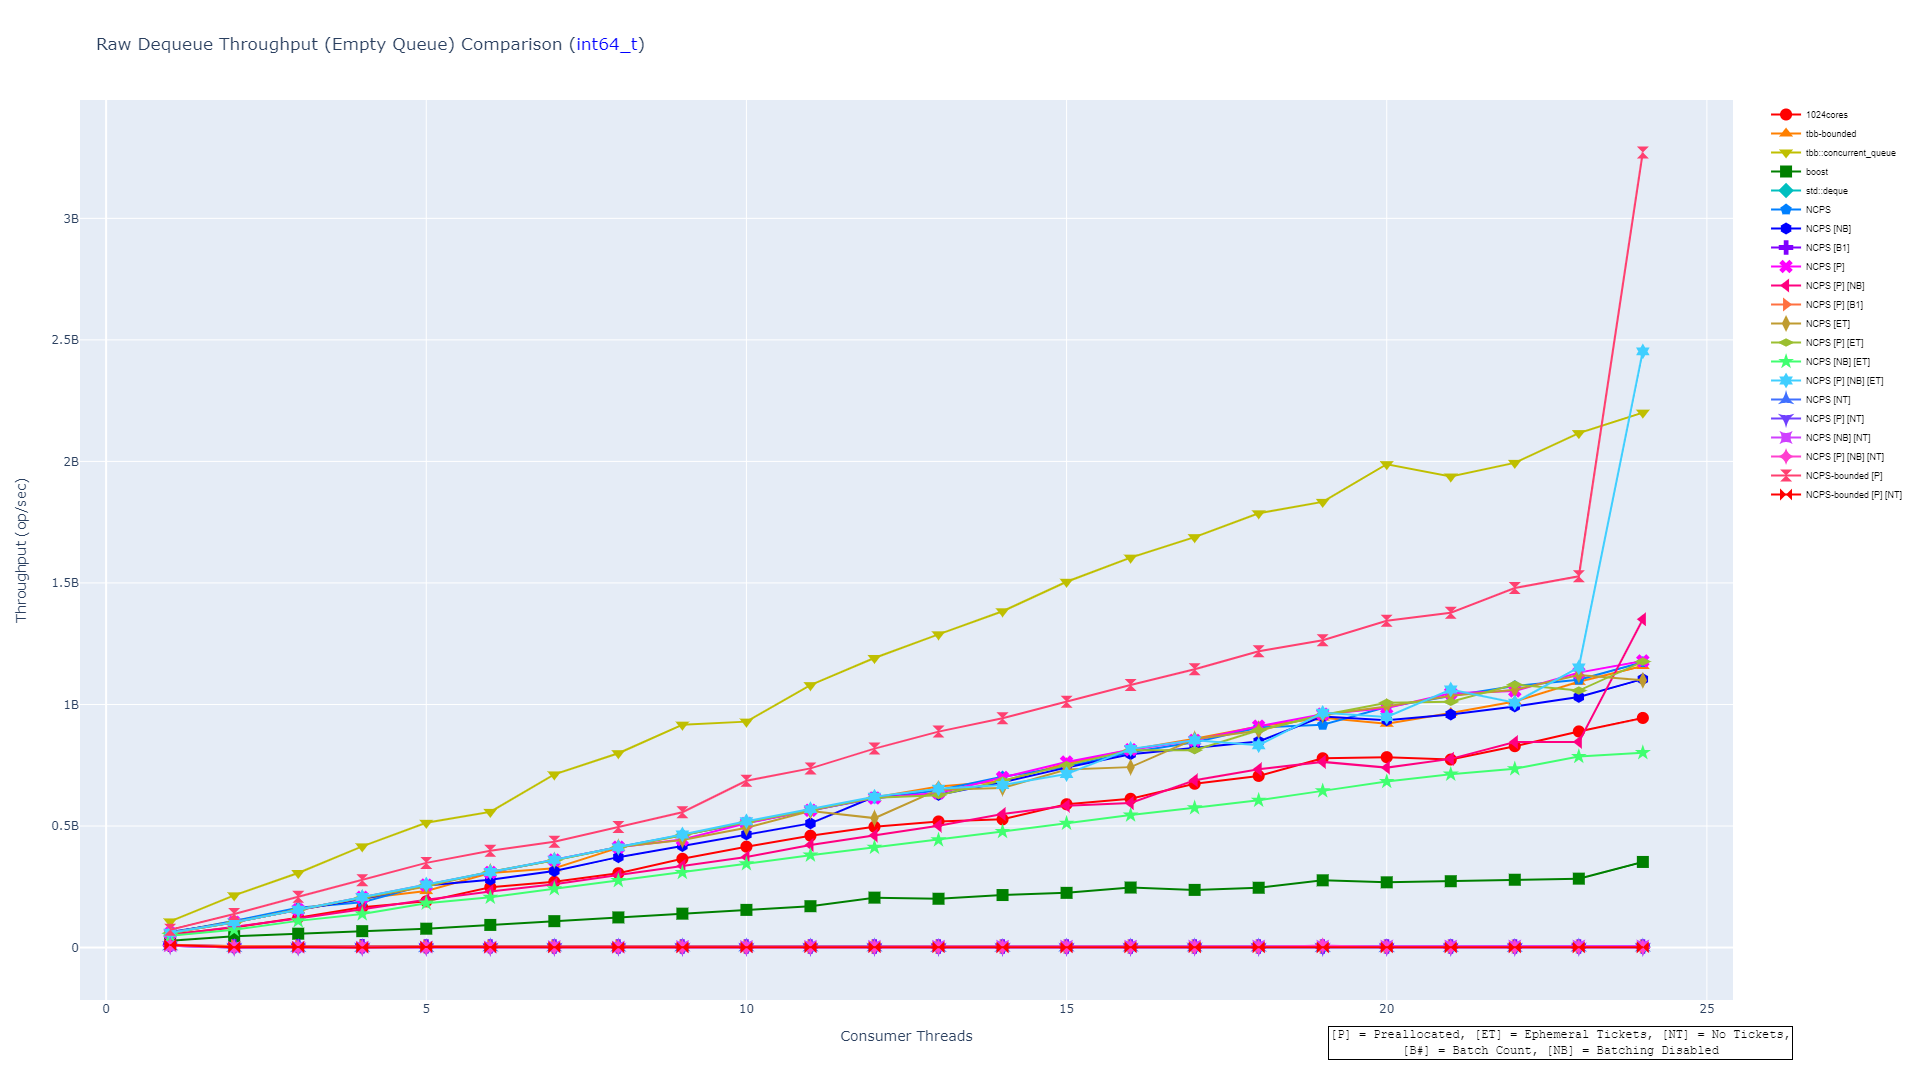 Raw Dequeue Throughput (Empty Queue) Comparison (int64_t)
Throughput (op/sec)
3B
2.5B
2B
1.5B
1B
0.5B
0
0
5
10
15
20
25
Consumer Threads
1024cores
tbb-bounded
tbb::concurrent_queue
boost
std::deque
NCPS
NCPS [NB]
NCPS [B1]
NCPS [P]
NCPS [P] [NB]
NCPS [P] [B1]
NCPS [ET]
NCPS [P] [ET]
NCPS [NB] [ET]
NCPS [P] [NB] [ET]
NCPS [NT]
NCPS [P] [NT]
NCPS [NB] [NT]
NCPS [P] [NB] [NT]
NCPS-bounded [P]
NCPS-bounded [P] [NT]
[P] = Preallocated, [ET] = Ephemeral Tickets, [NT] = No Tickets,
[B#] = Batch Count, [NB] = Batching Disabled